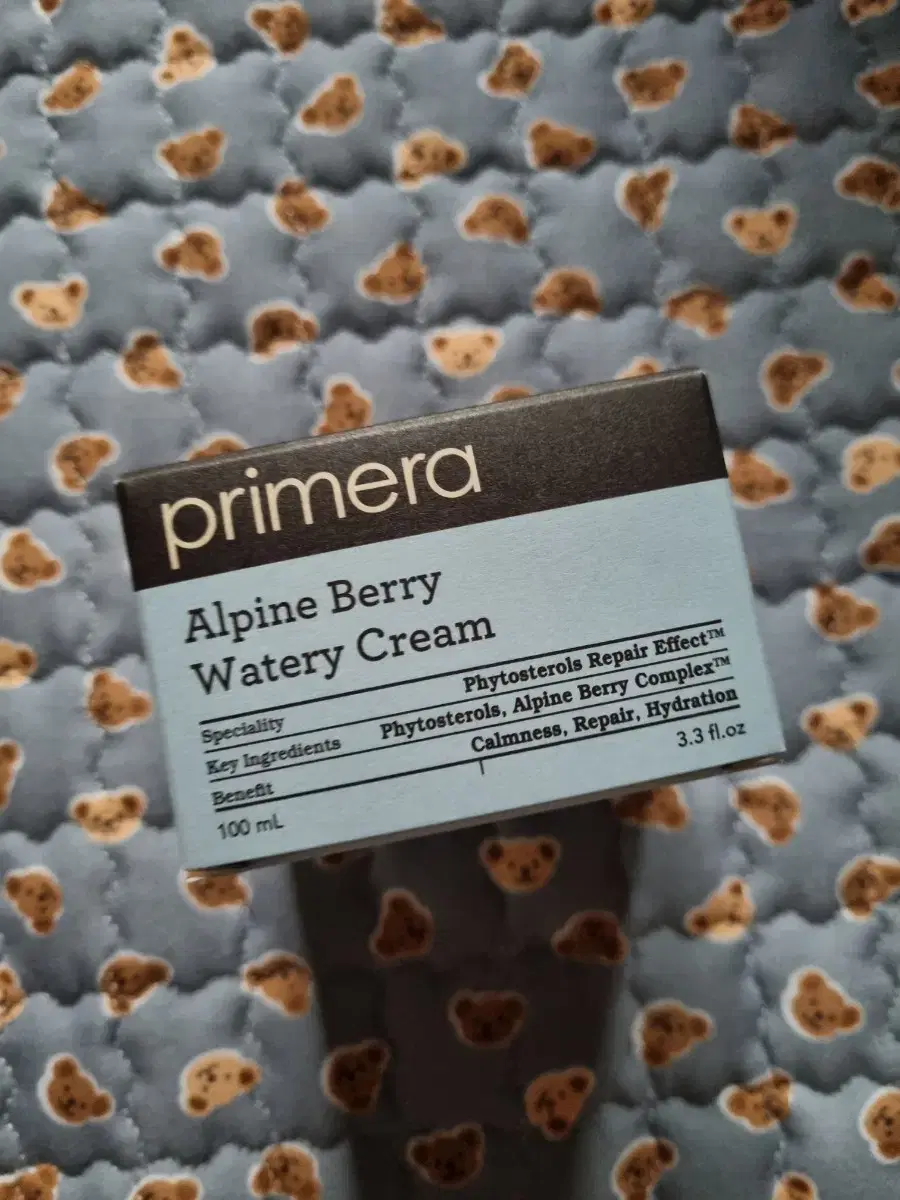 primera
Alpine Berry
Watery Cream
Speciality Phytosterols Repair Effect™
Key Ingredients Phytosterols, Alpine Berry Complex™
Benefit Calmness, Repair, Hydration
100 mL 3.3 fl.oz